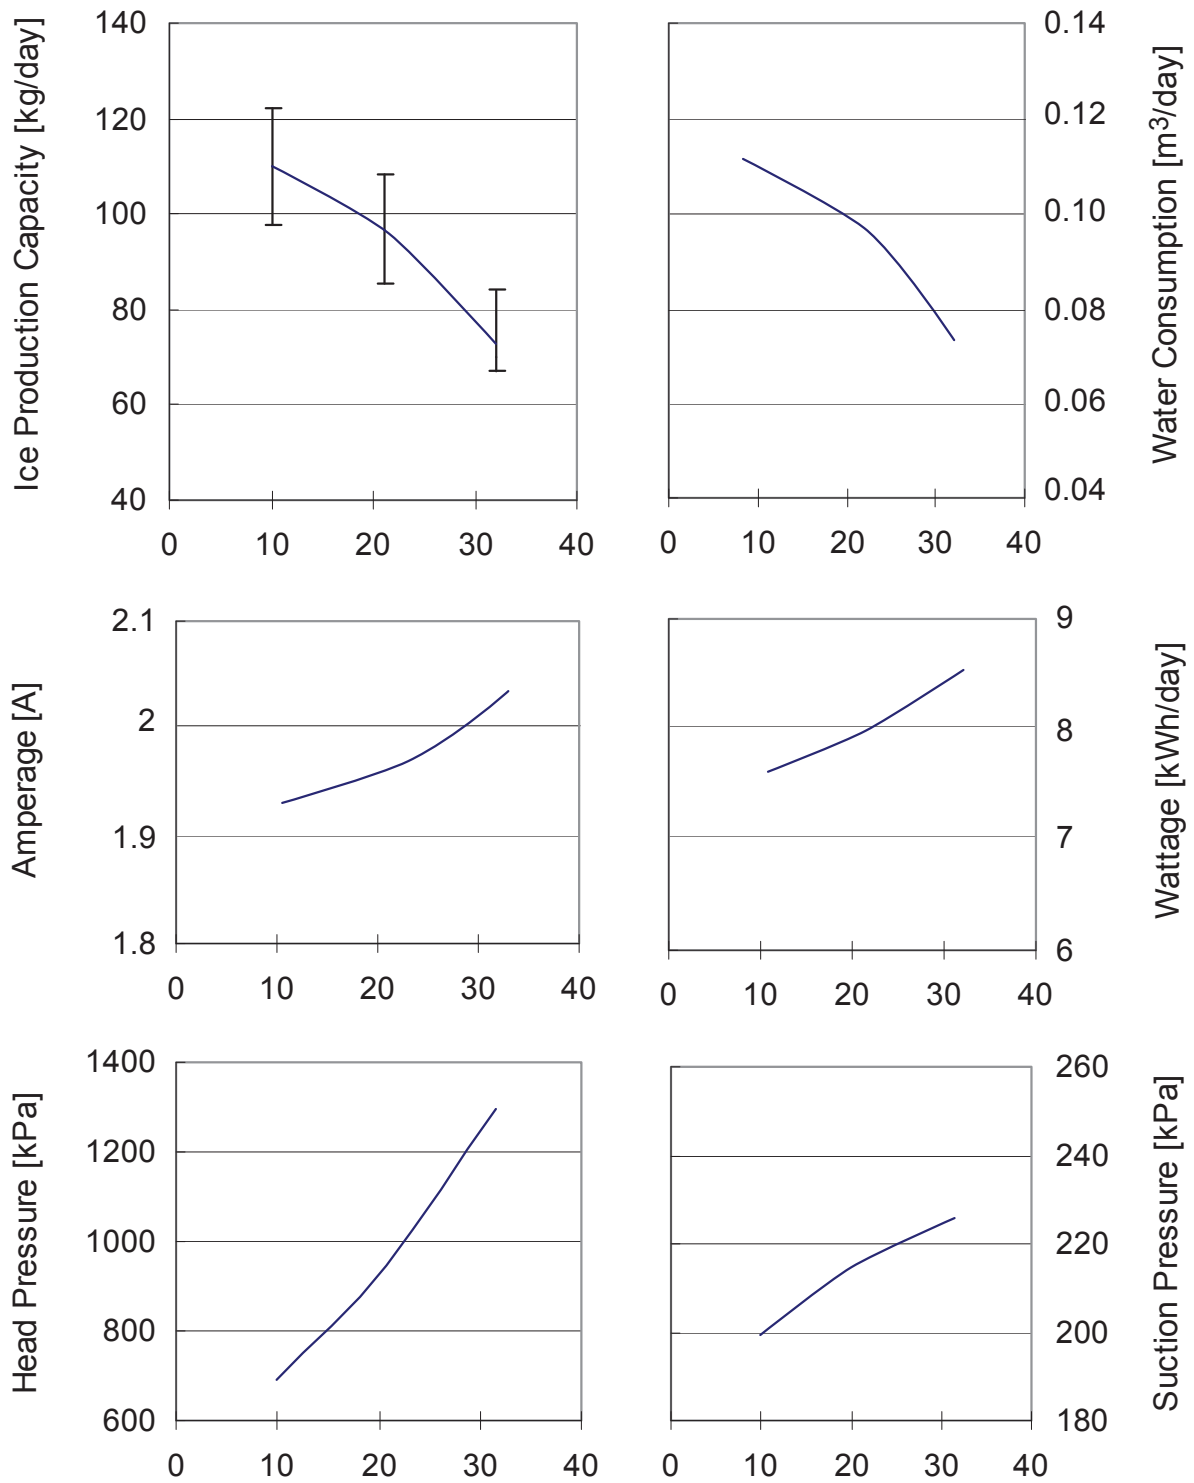 Ice Production Capacity [kg/day]
140
120
100
80
60
40
0 10 20 30 40
Water Consumption [m³/day]
0.14
0.12
0.10
0.08
0.06
0.04
0 10 20 30 40
Amperage [A]
2.1
2
1.9
1.8
0 10 20 30 40
Wattage [kWh/day]
9
8
7
6
0 10 20 30 40
Head Pressure [kPa]
1400
1200
1000
800
600
0 10 20 30 40
Suction Pressure [kPa]
260
240
220
200
180
0 10 20 30 40